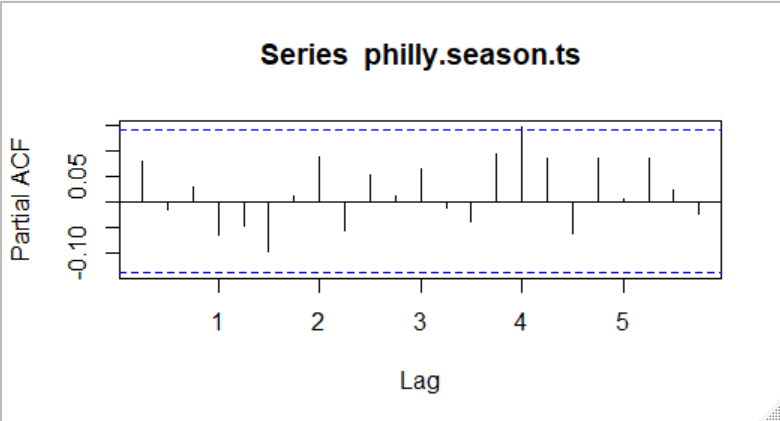 Series philly.season.ts
Partial ACF
0.05
-0.10
1 2 3 4 5
Lag